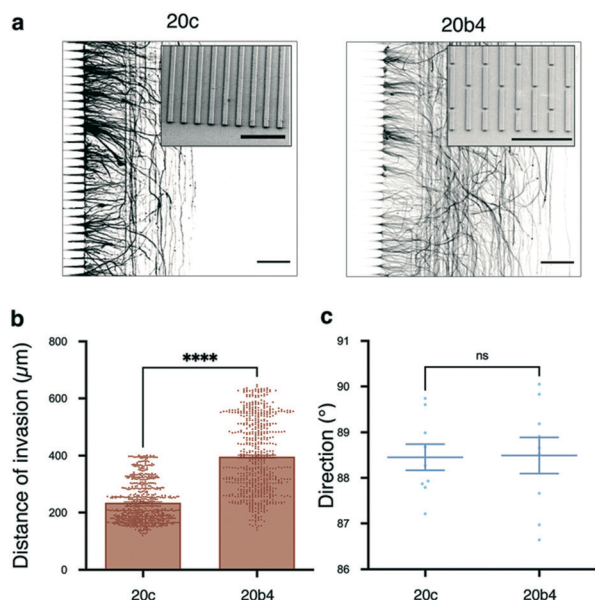 a
20c
20b4
b
c
Distance of invasion (µm)
800
600
400
200
0
****
20c
20b4
Direction (°)
91
90
89
88
87
86
ns
20c
20b4